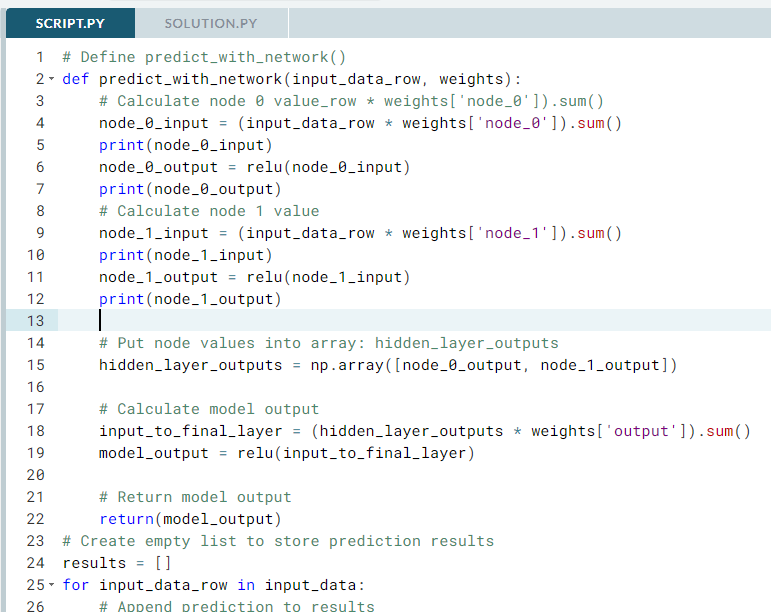 SCRIPT.PY SOLUTION.PY
1 # Define predict_with_network()
2 def predict_with_network(input_data_row, weights):
3 # Calculate node 0 value_row * weights['node_0']).sum()
4 node_0_input = (input_data_row * weights['node_0']).sum()
5 print(node_0_input)
6 node_0_output = relu(node_0_input)
7 print(node_0_output)
8 # Calculate node 1 value
9 node_1_input = (input_data_row * weights['node_1']).sum()
10 print(node_1_input)
11 node_1_output = relu(node_1_input)
12 print(node_1_output)
13
14 # Put node values into array: hidden_layer_outputs
15 hidden_layer_outputs = np.array([node_0_output, node_1_output])
16
17 # Calculate model output
18 input_to_final_layer = (hidden_layer_outputs * weights['output']).sum()
19 model_output = relu(input_to_final_layer)
20
21 # Return model output
22 return(model_output)
23 # Create empty list to store prediction results
24 results = []
25 for input_data_row in input_data:
26 # Append prediction to results